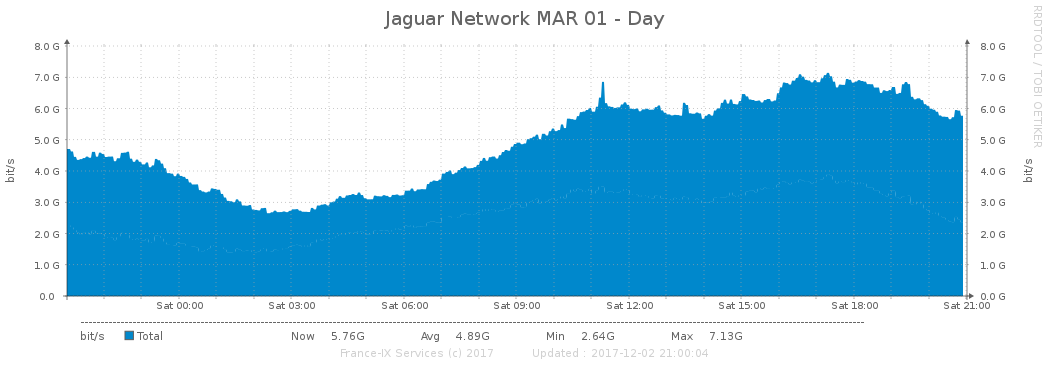 Jaguar Network MAR 01 - Day
RRDTOOL / TOBI OETIKER
bit/s
8.0 G 8.0 G
7.0 G 7.0 G
6.0 G 6.0 G
5.0 G 5.0 G
4.0 G 4.0 G
3.0 G 3.0 G
2.0 G 2.0 G
1.0 G 1.0 G
0.0 0.0 G
bit/s
Sat 00:00 Sat 03:00 Sat 06:00 Sat 09:00 Sat 12:00 Sat 15:00 Sat 18:00 Sat 21:00
bit/s Total Now 5.76G Avg 4.89G Min 2.64G Max 7.13G
France-IX Services (c) 2017 Updated : 2017-12-02 21:00:04